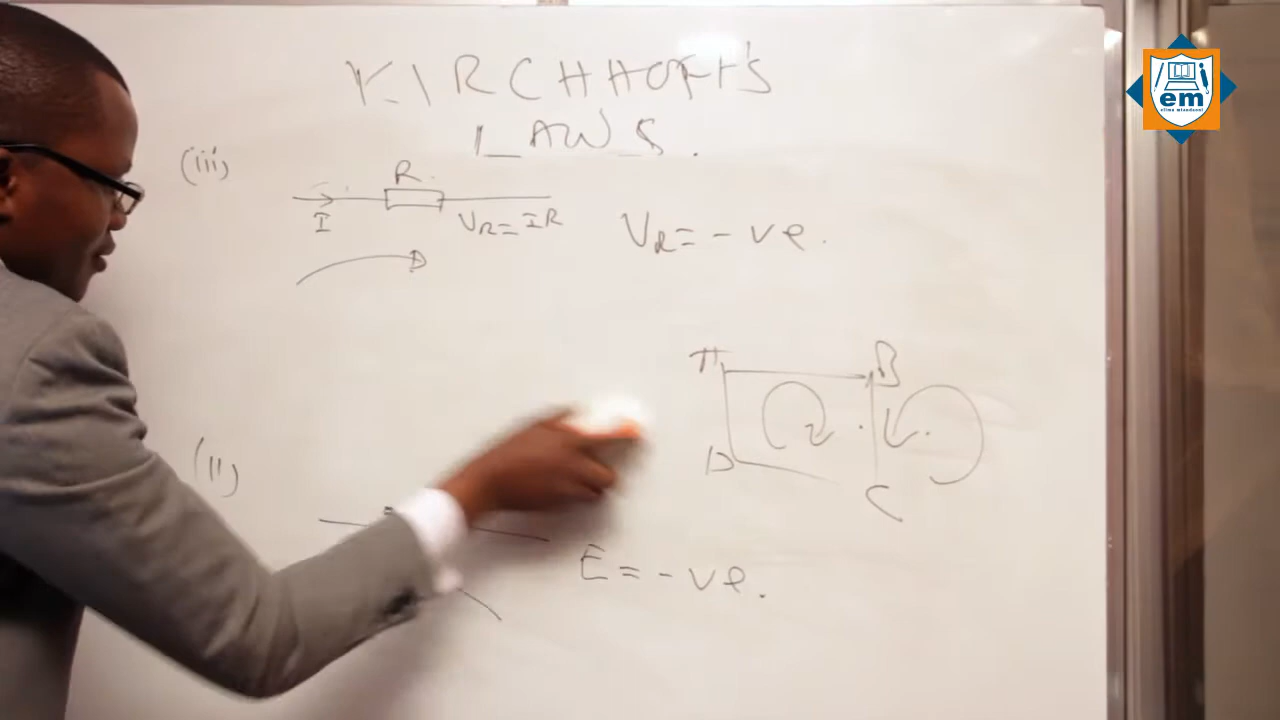 KIRCHHOFF'S
LAWS.
(iii)
R.
I
VR=IR
VR=-ve.
A
B
D
C
(ii)
E=-ve.
em